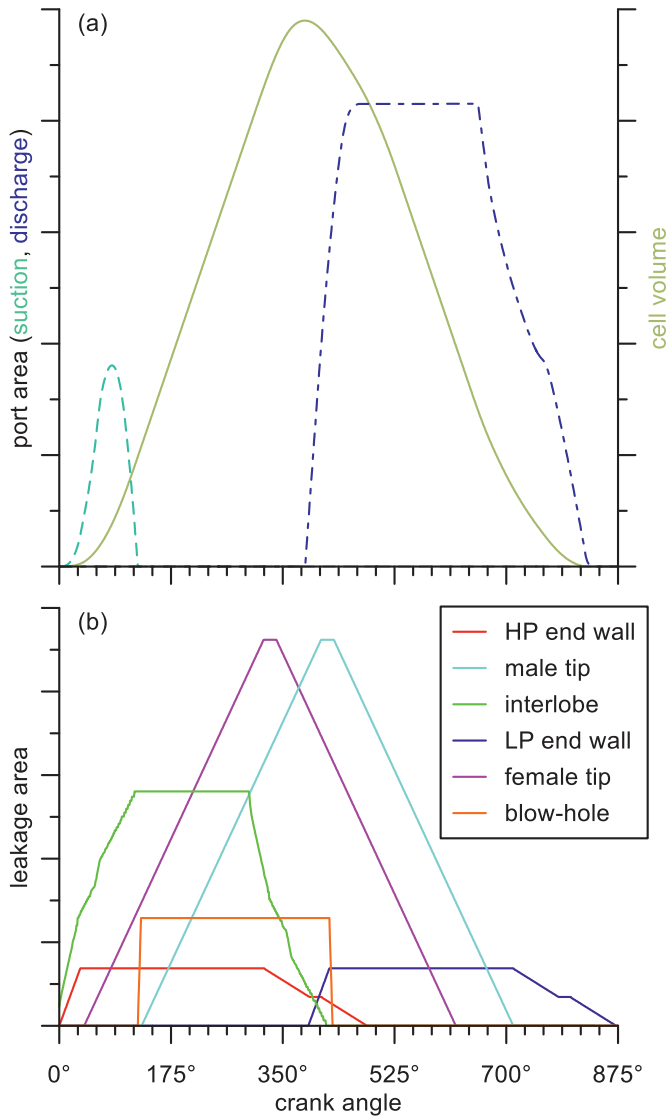 (a)
port area (suction, discharge)
cell volume
(b)
HP end wall
male tip
interlobe
LP end wall
female tip
blow-hole
leakage area
0° 175° 350° 525° 700° 875°
crank angle